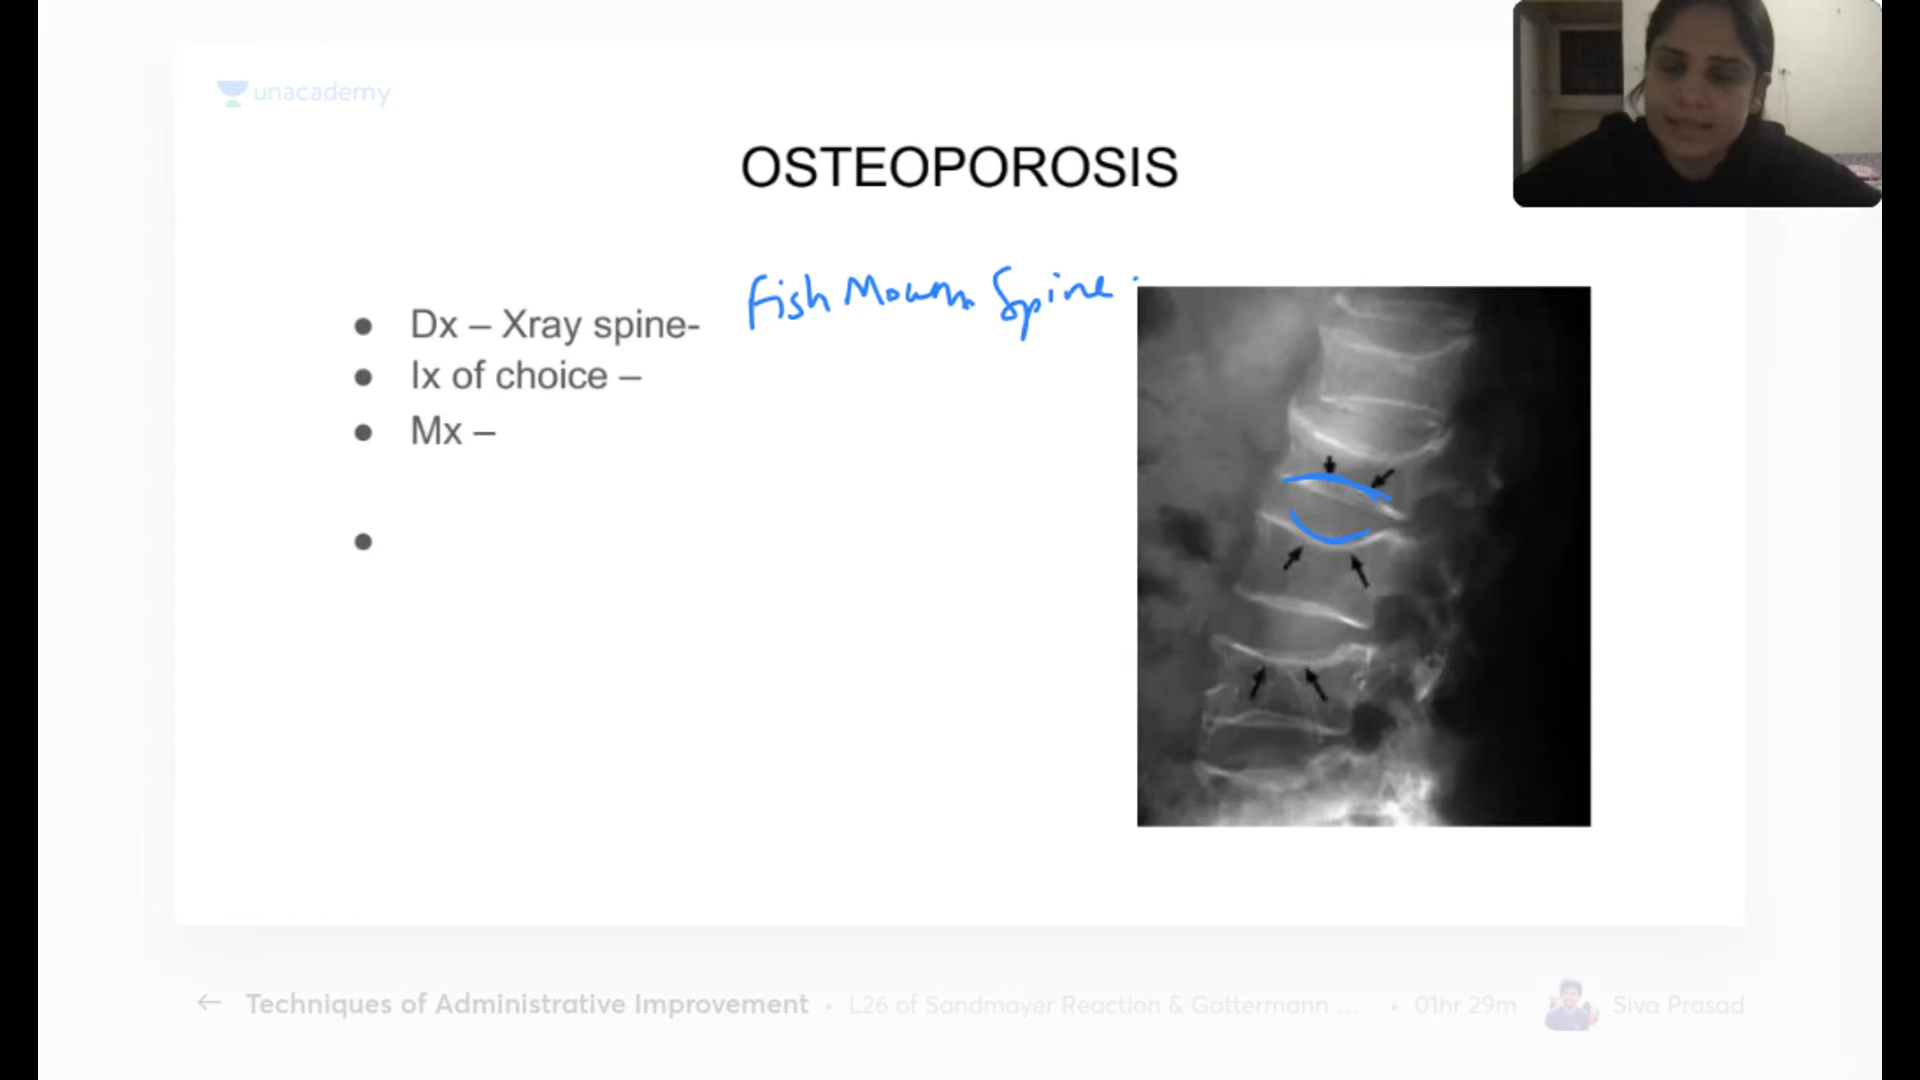 unacademy
OSTEOPOROSIS
Fish Mouth Spine
Dx – Xray spine-
Ix of choice –
Mx –
Techniques of Administrative Improvement • L26 of Sandmayer Reaction & Gattermann ... • 01hr 29m Siva Prasad